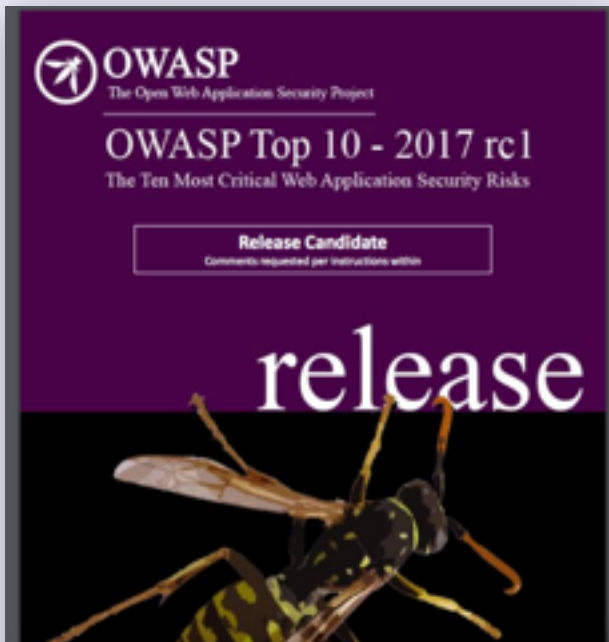 OWASP
The Open Web Application Security Project
OWASP Top 10 - 2017 rc1
The Ten Most Critical Web Application Security Risks
Release Candidate
Comments requested per instructions within
release